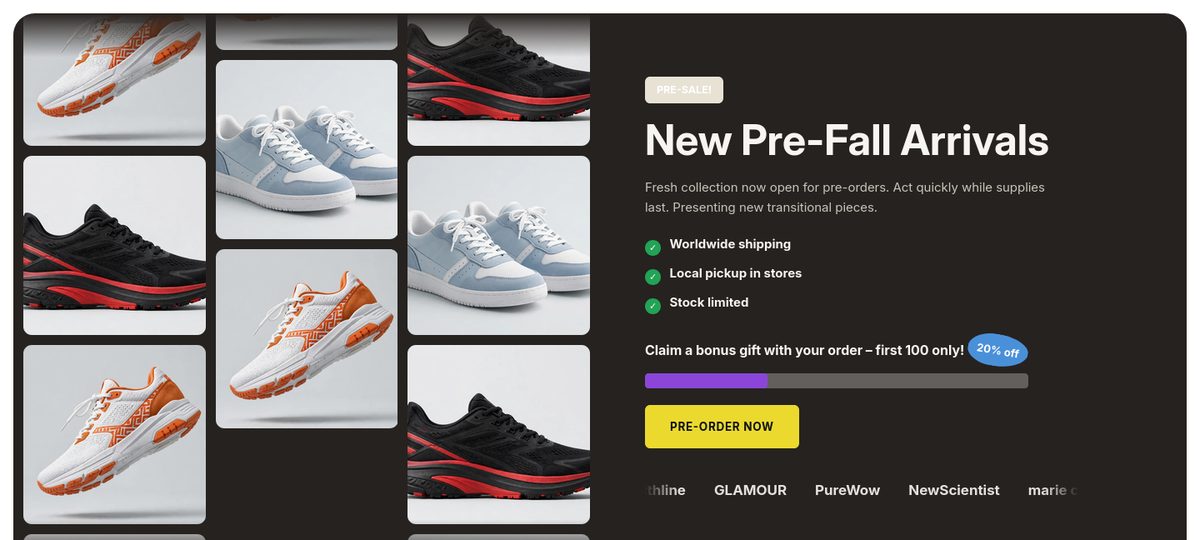 PRE-SALE!
New Pre-Fall Arrivals
Fresh collection now open for pre-orders. Act quickly while supplies
last. Presenting new transitional pieces.
Worldwide shipping
Local pickup in stores
Stock limited
Claim a bonus gift with your order – first 100 only!
20% off
PRE-ORDER NOW
thline GLAMOUR PureWow NewScientist marie c